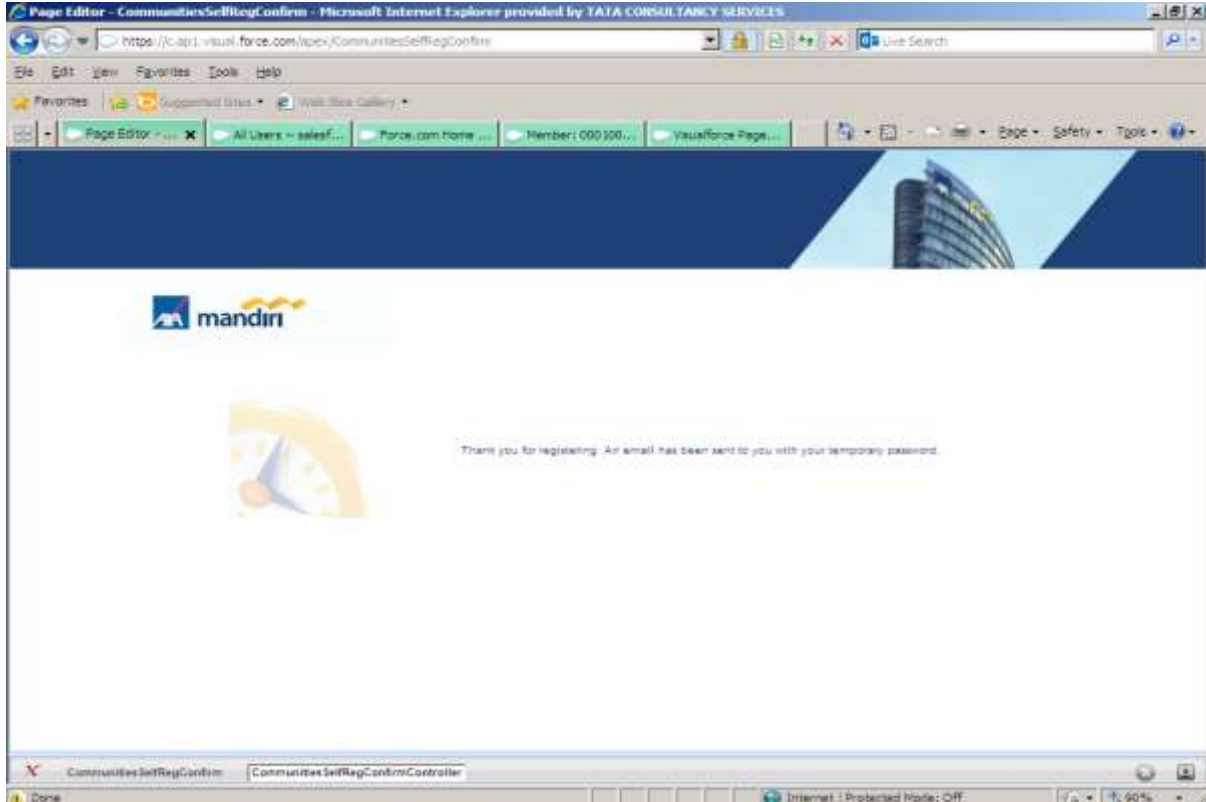 Page Editor - CommunitiesSelfRegConfirm - Microsoft Internet Explorer provided by TATA CONSULTANCY SERVICES
https://c.ap1.visual.force.com/apex/CommunitiesSelfRegConfirm
Live Search
File Edit View Favorites Tools Help
Favorites Suggested Sites Web Slice Gallery
Page Editor - ... All Users ~ salesf... Force.com Home ... Member: 000100... Visualforce Page... Page Safety Tools
AXA mandiri
Thank you for registering. An email has been sent to you with your temporary password.
X CommunitiesSelfRegConfirm CommunitiesSelfRegConfirmController
Done Internet | Protected Mode: Off 90%